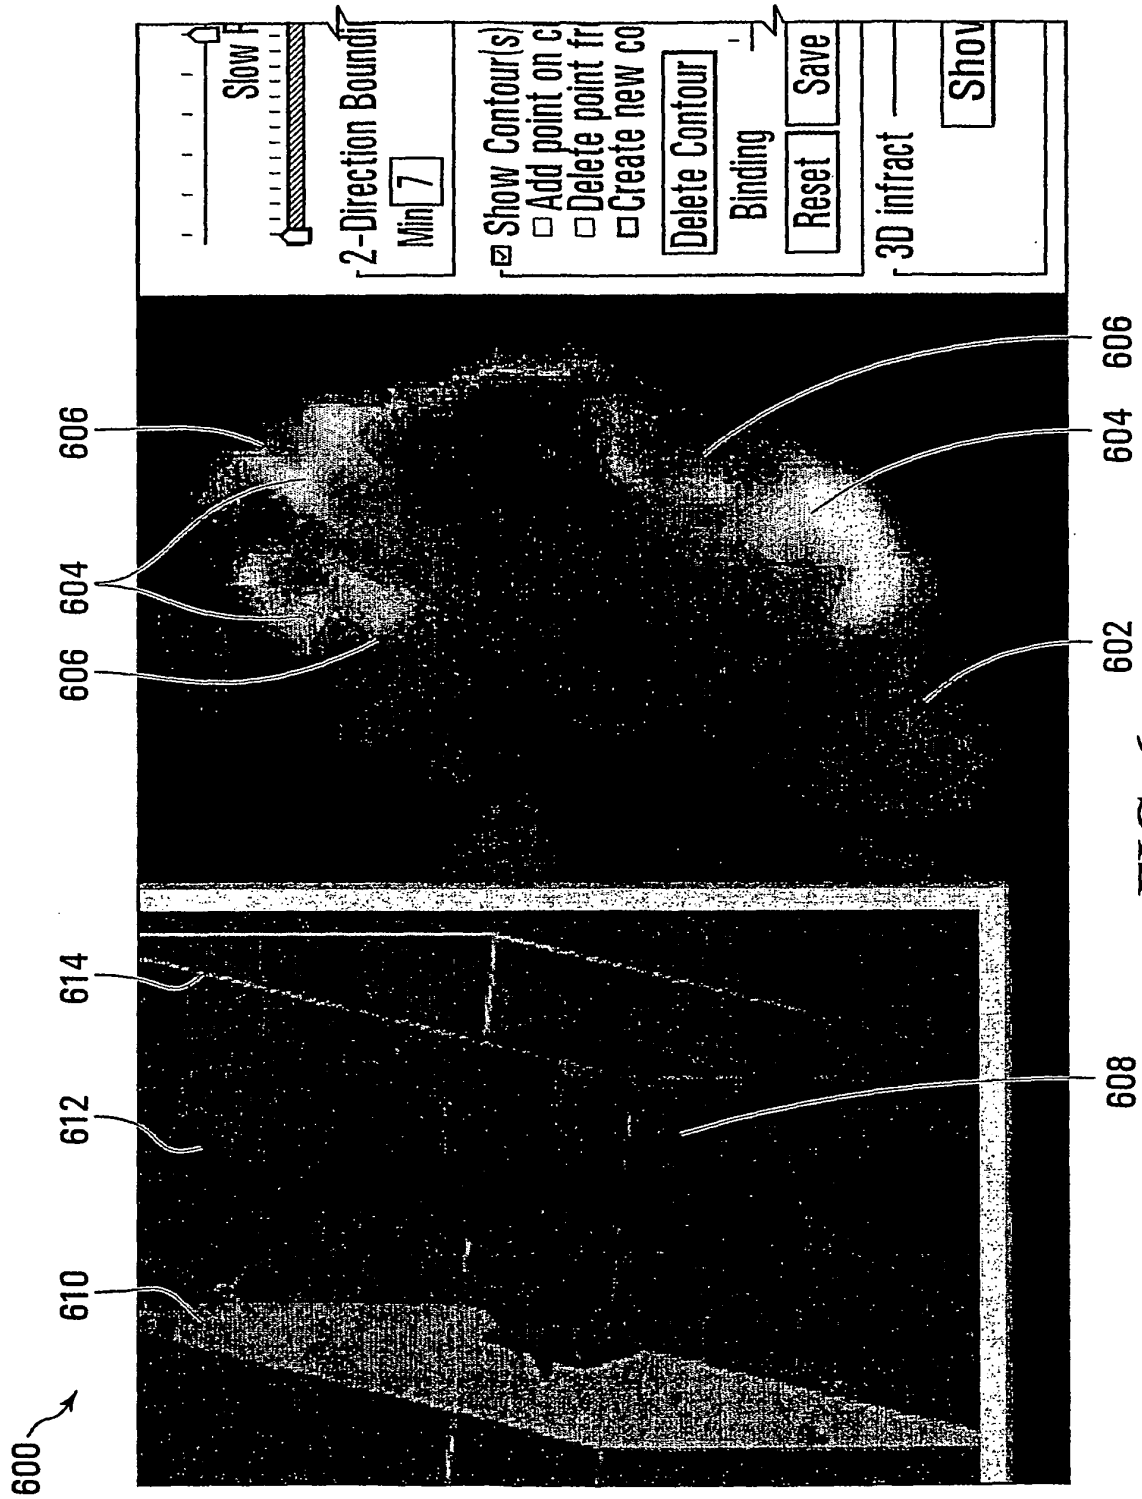 600
610
612
614
606
604
606
Slow
2-Direction Boundi
Min 7
☑ Show Contour(s)
☐ Add point on c
☐ Delete point fr
☐ Create new co
Delete Contour
Binding
Reset Save
3D infract
Show
608
602
604
606